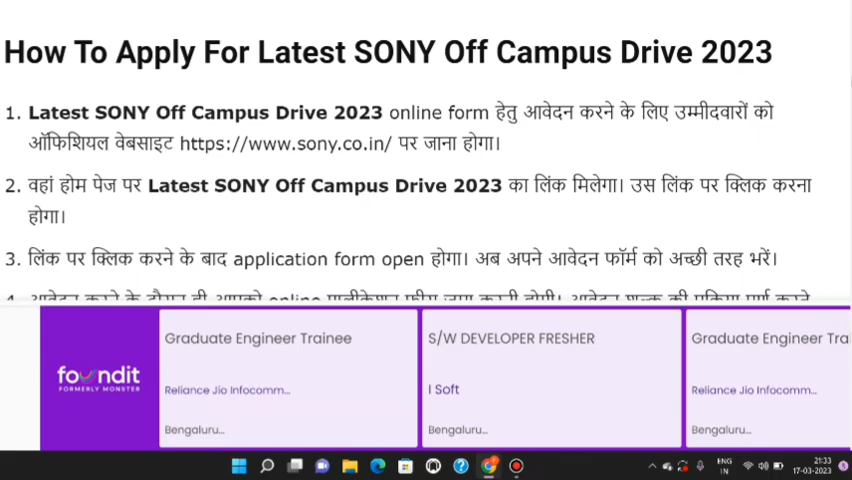 How To Apply For Latest SONY Off Campus Drive 2023
1. Latest SONY Off Campus Drive 2023 online form हेतु आवेदन करने के लिए उम्मीदवारों को
ऑफिशियल वेबसाइट https://www.sony.co.in/ पर जाना होगा।
2. वहां होम पेज पर Latest SONY Off Campus Drive 2023 का लिंक मिलेगा। उस लिंक पर क्लिक करना
होगा।
3. लिंक पर क्लिक करने के बाद application form open होगा। अब अपने आवेदन फॉर्म को अच्छी तरह भरें।
foundit
FORMERLY MONSTER
Graduate Engineer Trainee
Reliance Jio Infocomm...
Bengaluru...
S/W DEVELOPER FRESHER
I Soft
Bengaluru...
Graduate Engineer Tra
Reliance Jio Infocomm...
Bengaluru...
ENG
IN
21:33
17-03-2023